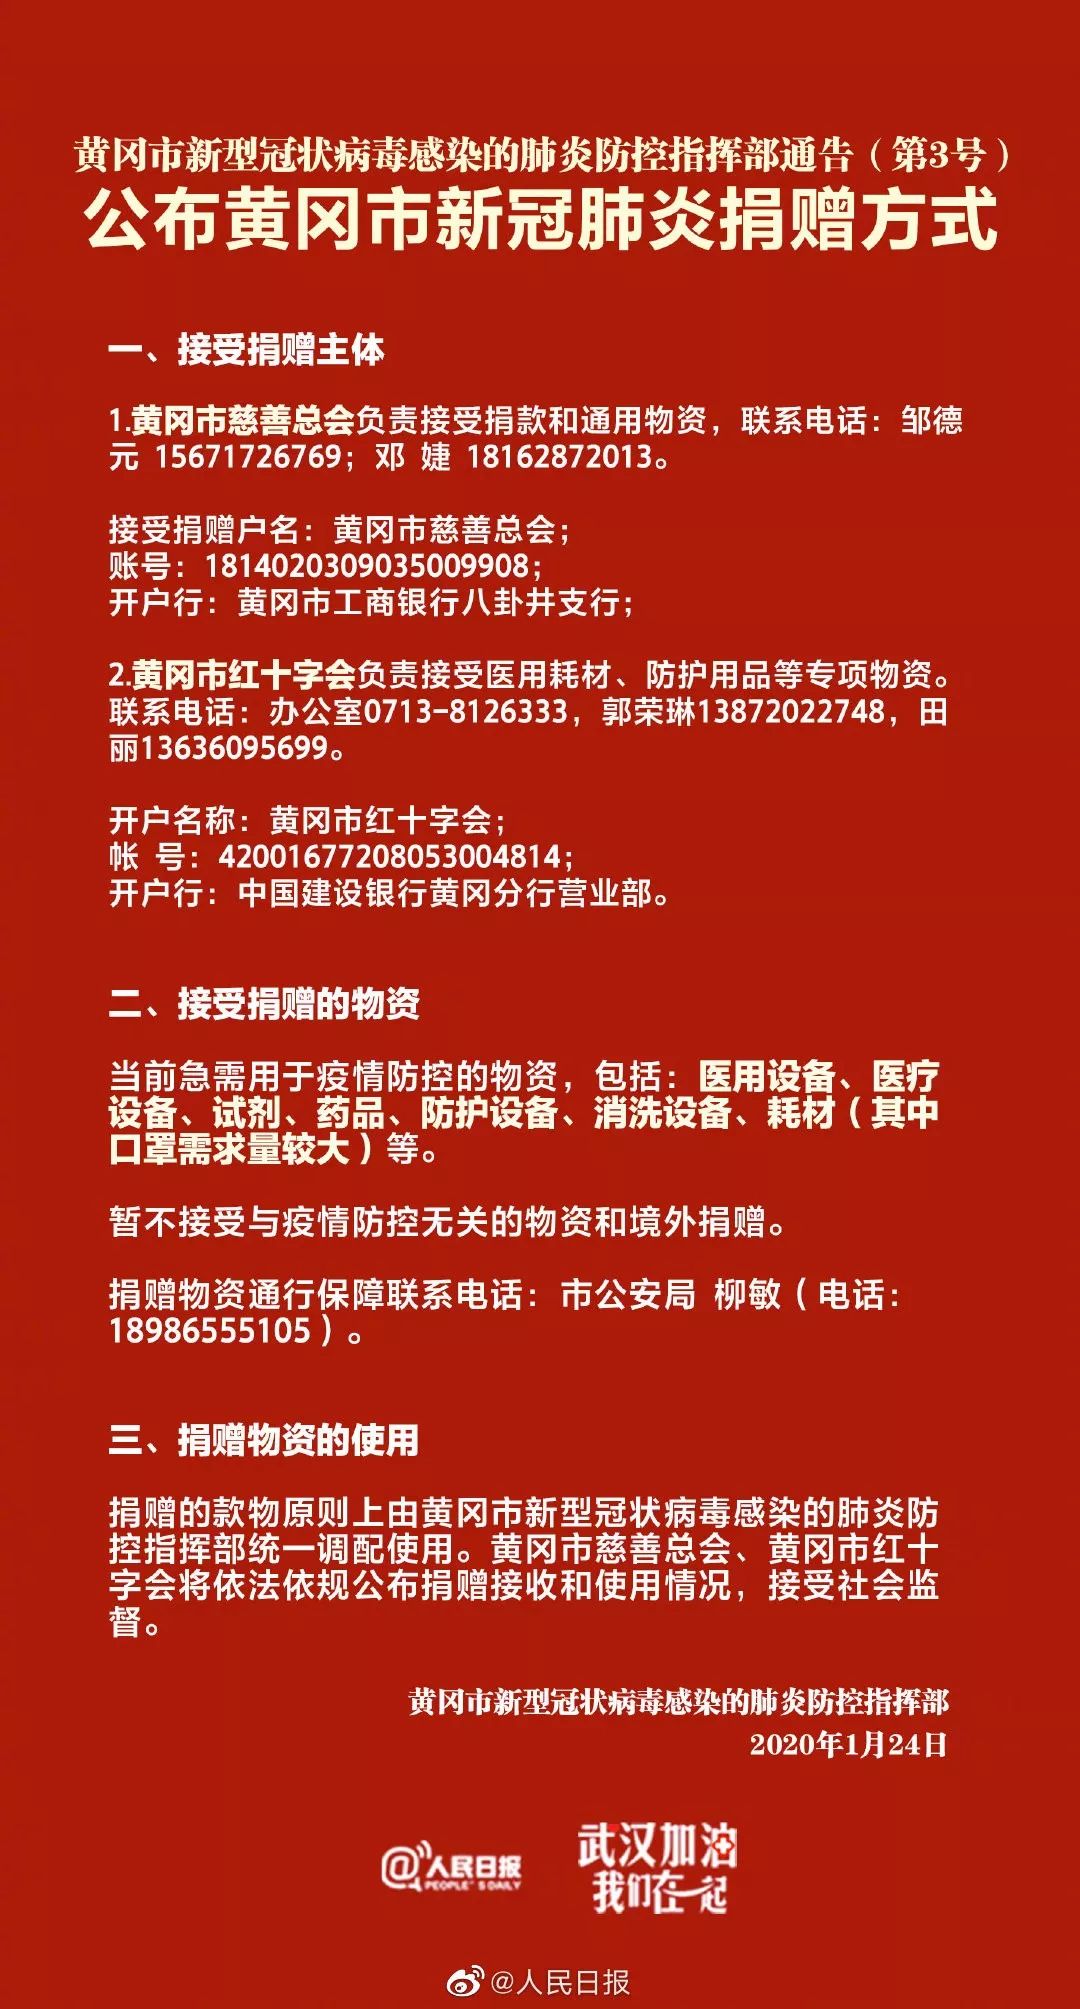 黄冈市新型冠状病毒感染的肺炎防控指挥部通告（第3号）
公布黄冈市新冠肺炎捐赠方式
一、接受捐赠主体
1.黄冈市慈善总会负责接受捐款和通用物资，联系电话：邹德
元 15671726769；邓 婕 18162872013。
接受捐赠户名：黄冈市慈善总会；
账号：1814020309035009908；
开户行：黄冈市工商银行八卦井支行；
2.黄冈市红十字会负责接受医用耗材、防护用品等专项物资。
联系电话：办公室0713-8126333，郭荣琳13872022748，田
丽13636095699。
开户名称：黄冈市红十字会；
帐 号：42001677208053004814；
开户行：中国建设银行黄冈分行营业部。
二、接受捐赠的物资
当前急需用于疫情防控的物资，包括：医用设备、医疗
设备、试剂、药品、防护设备、消洗设备、耗材（其中
口罩需求量较大）等。
暂不接受与疫情防控无关的物资和境外捐赠。
捐赠物资通行保障联系电话：市公安局 柳敏（电话：
18986555105）。
三、捐赠物资的使用
捐赠的款物原则上由黄冈市新型冠状病毒感染的肺炎防
控指挥部统一调配使用。黄冈市慈善总会、黄冈市红十
字会将依法依规公布捐赠接收和使用情况，接受社会监
督。
黄冈市新型冠状病毒感染的肺炎防控指挥部
2020年1月24日
@人民日报
PEOPLE'S DAILY
武汉加油
我们在一起
@人民日报